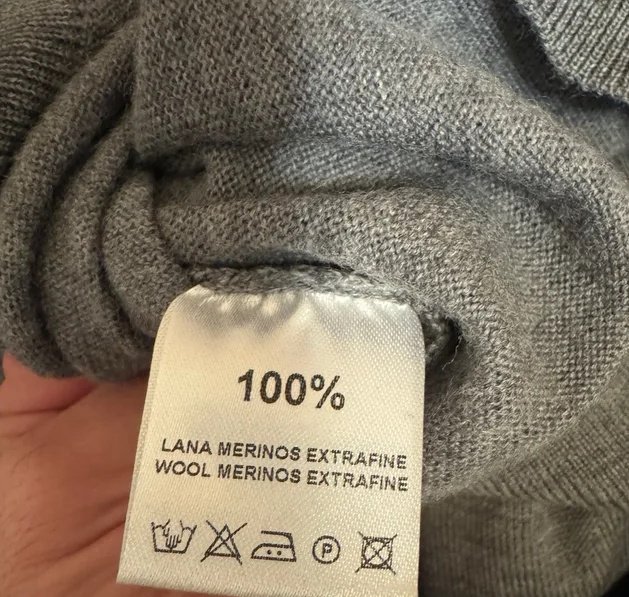 100%
LANA MERINOS EXTRAFINE
WOOL MERINOS EXTRAFINE
P